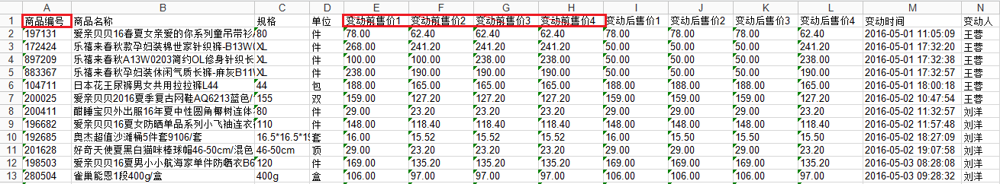 A B C D E F G H I J K L M N
1 商品编号 商品名称 规格 单位 变动前售价1 变动前售价2 变动前售价3 变动前售价4 变动后售价1 变动后售价2 变动后售价3 变动后售价4 变动时间 变动人
2 197131 爱亲贝贝16春夏女亲爱的你系列童吊带衫/ 80 件 78.00 62.40 62.40 62.40 78.00 78.00 78.00 62.40 2016-05-01 11:05:09 王蓉
3 172424 乐禧来春秋款孕妇装棉世家针织裤-B13W0 XL 件 268.00 241.20 241.20 241.20 50.00 50.00 50.00 241.20 2016-05-01 17:32:20 王蓉
4 897209 乐禧来春秋A13W0203简约OL修身针织长 XL 件 100.00 100.00 238.00 238.00 50.00 50.00 50.00 238.00 2016-05-01 17:32:38 王蓉
5 883367 乐禧来春秋孕妇装休闲气质长裤-麻灰B11W XL 件 238.00 190.00 190.00 190.00 50.00 50.00 50.00 190.00 2016-05-01 17:32:57 王蓉
6 104711 日本花王尿裤男女共用拉拉裤L44 44 包 188.00 165.00 165.00 165.00 188.00 188.00 188.00 165.00 2016-05-01 18:00:18 王蓉
7 200025 爱亲贝贝2016夏季复古网鞋AQ6213蓝色/ 155 双 159.00 127.20 127.20 127.20 159.00 159.00 159.00 127.20 2016-05-02 10:47:54 王蓉
8 200411 酣睡宝贝外出服16年夏中性圆角椰树连体 80 件 29.00 23.20 23.20 23.20 29.00 29.00 29.00 23.20 2016-05-02 11:32:57 刘洋
9 196682 爱亲贝贝16夏女防晒单品系列小飞袖连衣 110 件 148.00 118.40 118.40 118.40 148.00 148.00 148.00 118.40 2016-05-02 11:57:48 刘洋
10 192685 奥杰超值沙滩桶5件套9106/套 16.5*16.5*19 套 16.00 15.52 15.52 15.52 16.00 15.50 15.50 15.50 2016-05-02 18:27:09 刘洋
11 201628 好奇天使夏黑白猫咪棒球帽46-50cm/混色 46-50cm 顶 29.00 23.20 23.20 23.20 29.00 29.00 29.00 23.20 2016-05-02 19:07:58 刘洋
12 198503 爱亲贝贝16夏男小小航海家单件防晒衣B6 120 件 169.00 135.20 135.20 135.20 169.00 169.00 169.00 135.20 2016-05-03 08:28:08 刘洋
13 280504 雀巢能恩1段400g/盒 400g 盒 106.00 97.00 97.00 97.00 106.00 106.00 106.00 97.00 2016-05-03 09:28:32 刘洋